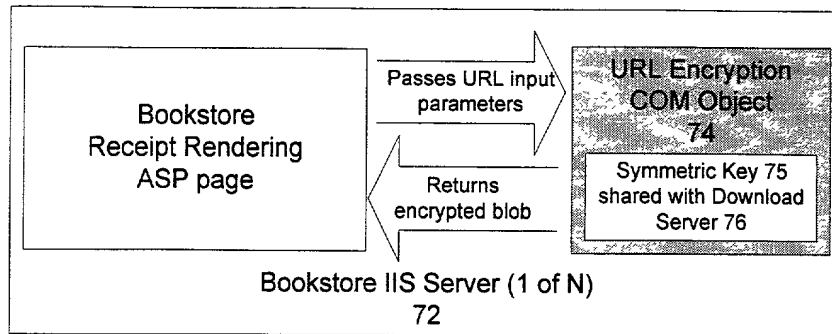 Bookstore
Receipt Rendering
ASP page
Passes URL input
parameters
Returns
encrypted blob
URL Encryption
COM Object
74
Symmetric Key 75
shared with Download
Server 76
Bookstore IIS Server (1 of N)
72